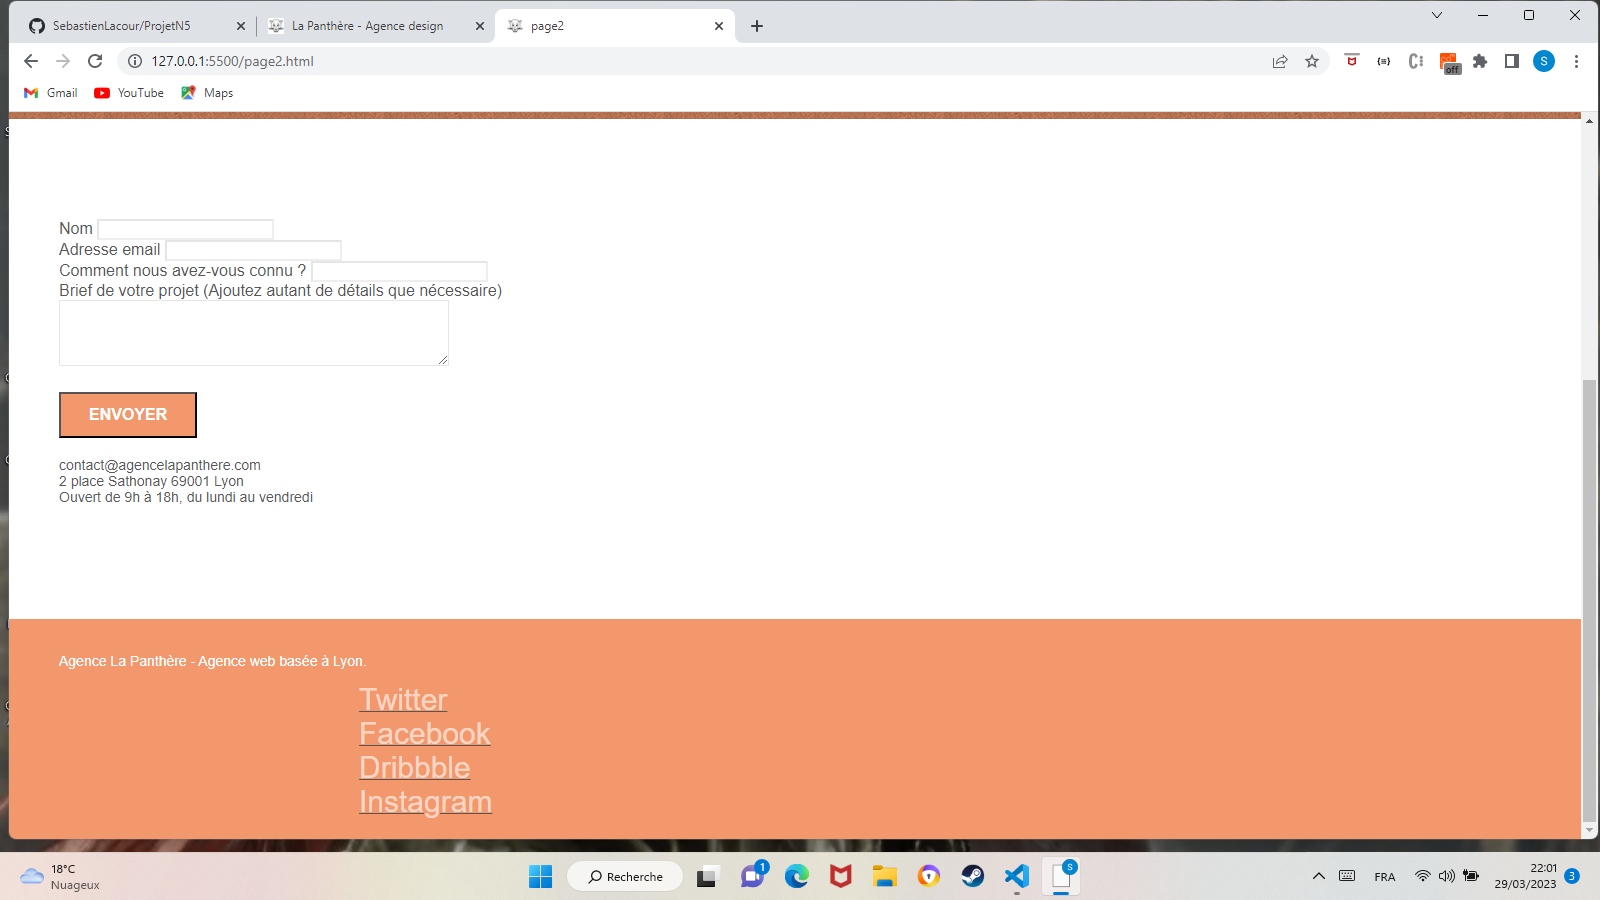 SebastienLacour/ProjetN5
La Panthère - Agence design
page2
127.0.0.1:5500/page2.html
off
S
Gmail
YouTube
Maps
Nom
Adresse email
Comment nous avez-vous connu ?
Brief de votre projet (Ajoutez autant de détails que nécessaire)
ENVOYER
contact@agencelapanthere.com
2 place Sathonay 69001 Lyon
Ouvert de 9h à 18h, du lundi au vendredi
Agence La Panthère - Agence web basée à Lyon.
Twitter
Facebook
Dribbble
Instagram
18°C
Nuageux
Recherche
1
S
FRA
22:01
29/03/2023
3